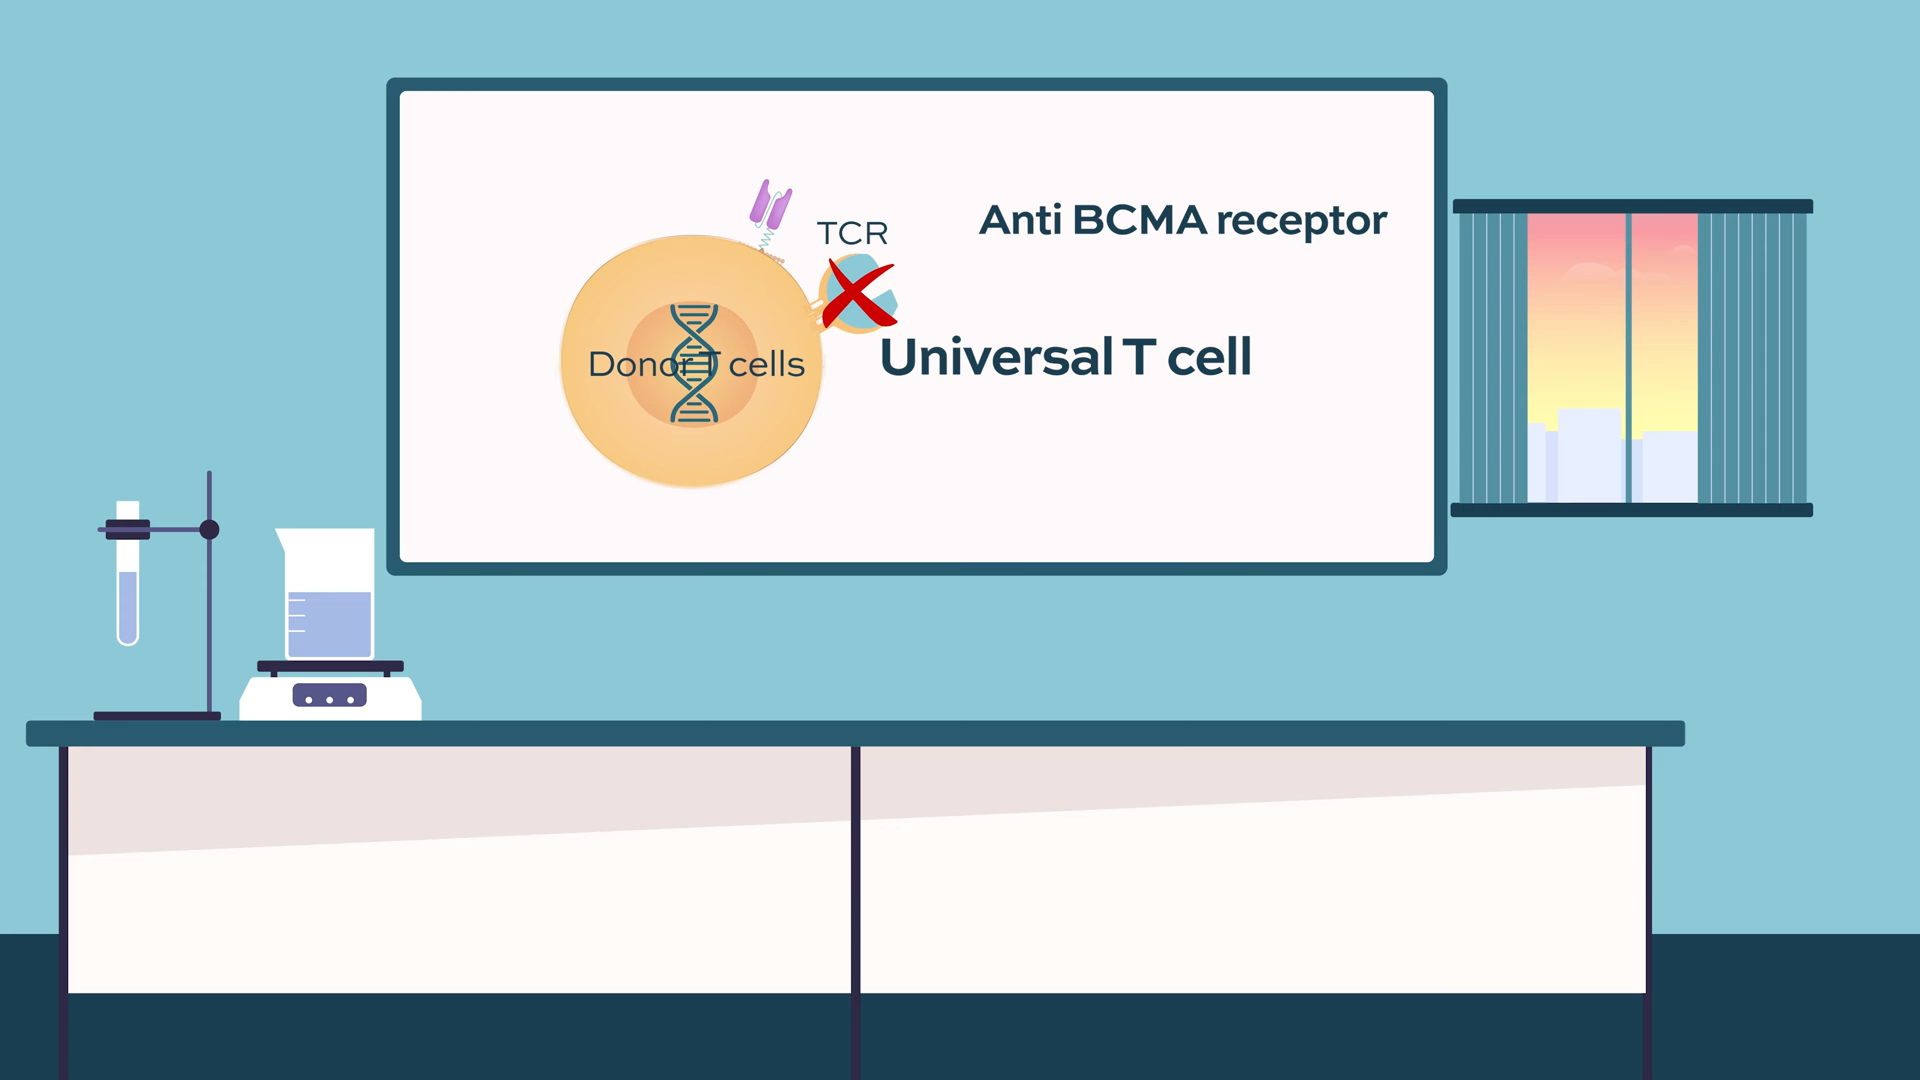 Anti BCMA receptor
TCR
Universal T cell
Donor T cells